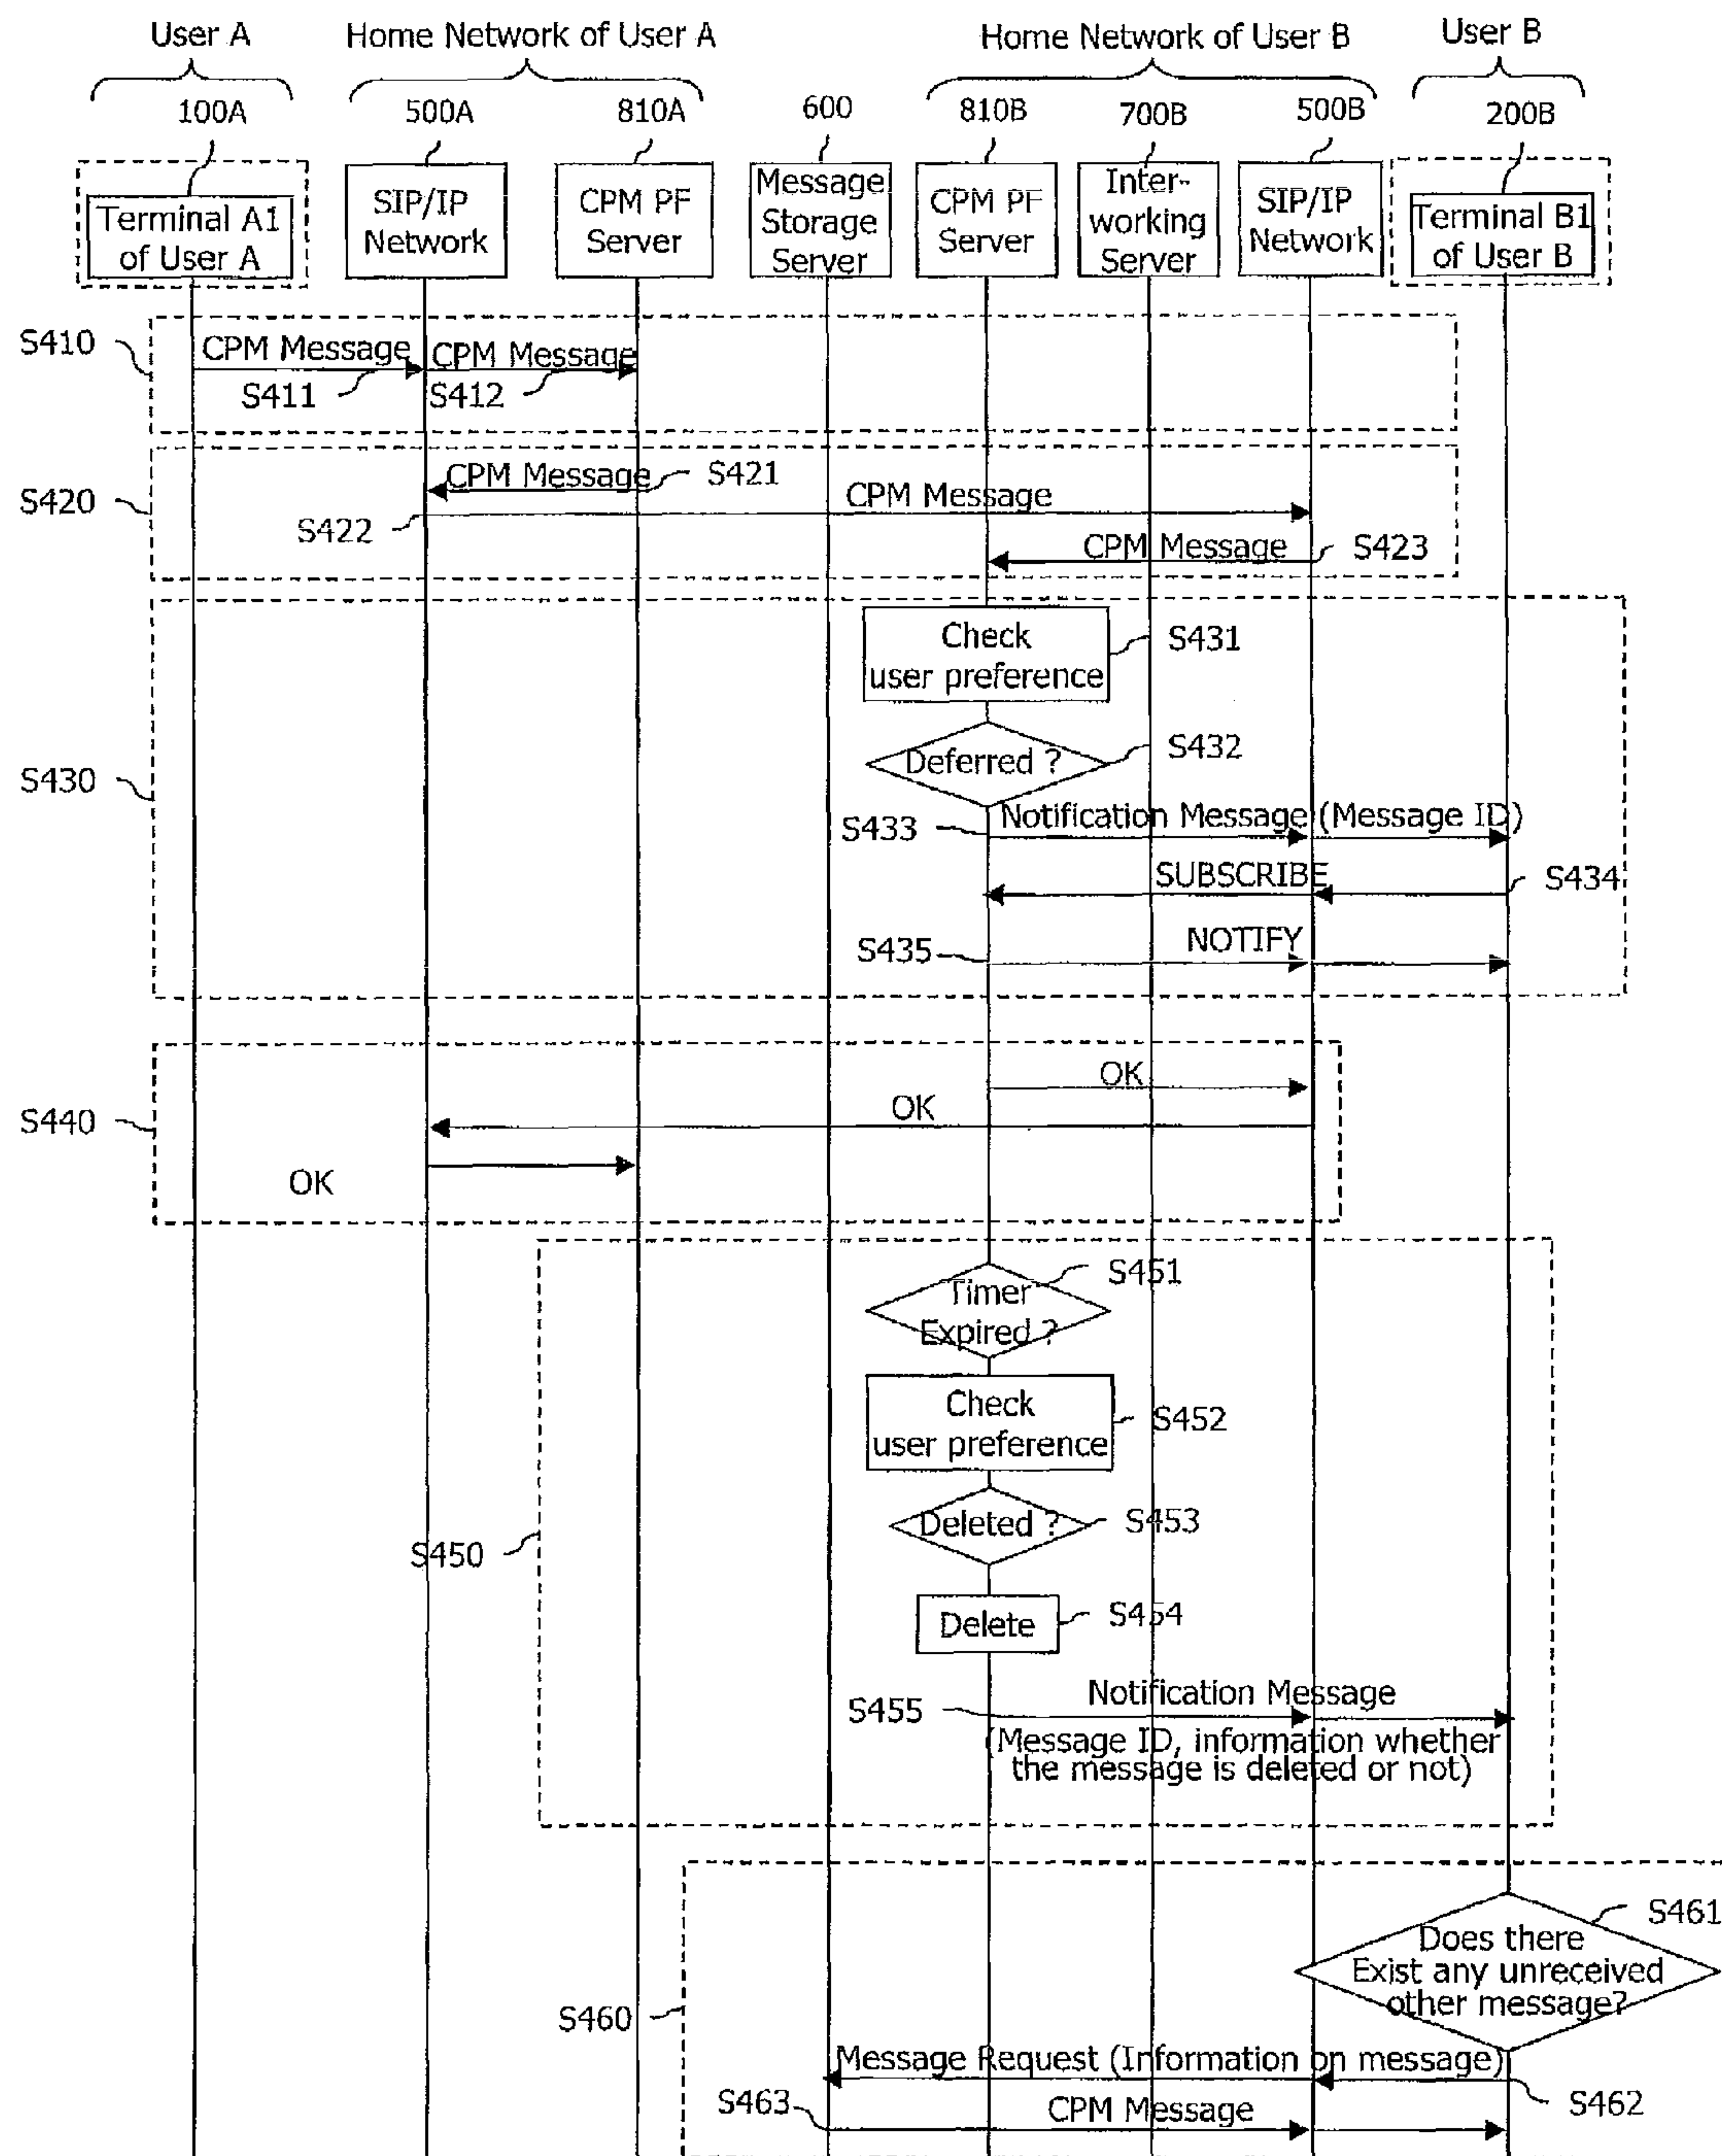 User A
Home Network of User A
Home Network of User B
User B
100A
500A
810A
600
810B
700B
500B
200B
Terminal A1
of User A
SIP/IP
Network
CPM PF
Server
Message
Storage
Server
CPM PF
Server
Inter-
working
Server
SIP/IP
Network
Terminal B1
of User B
S410
CPM Message
CPM Message
S411
S412
S420
CPM Message
S421
CPM Message
S422
CPM Message
S423
S430
Check
user preference
S431
Deferred ?
S432
S433
Notification Message (Message ID)
SUBSCRIBE
S434
S435
NOTIFY
S440
OK
OK
OK
S450
Timer
Expired ?
S451
Check
user preference
S452
Deleted ?
S453
Delete
S454
S455
Notification Message
(Message ID, information whether
the message is deleted or not)
S460
S461
Does there
Exist any unreceived
other message?
Message Request (Information on message)
S462
S463
CPM Message